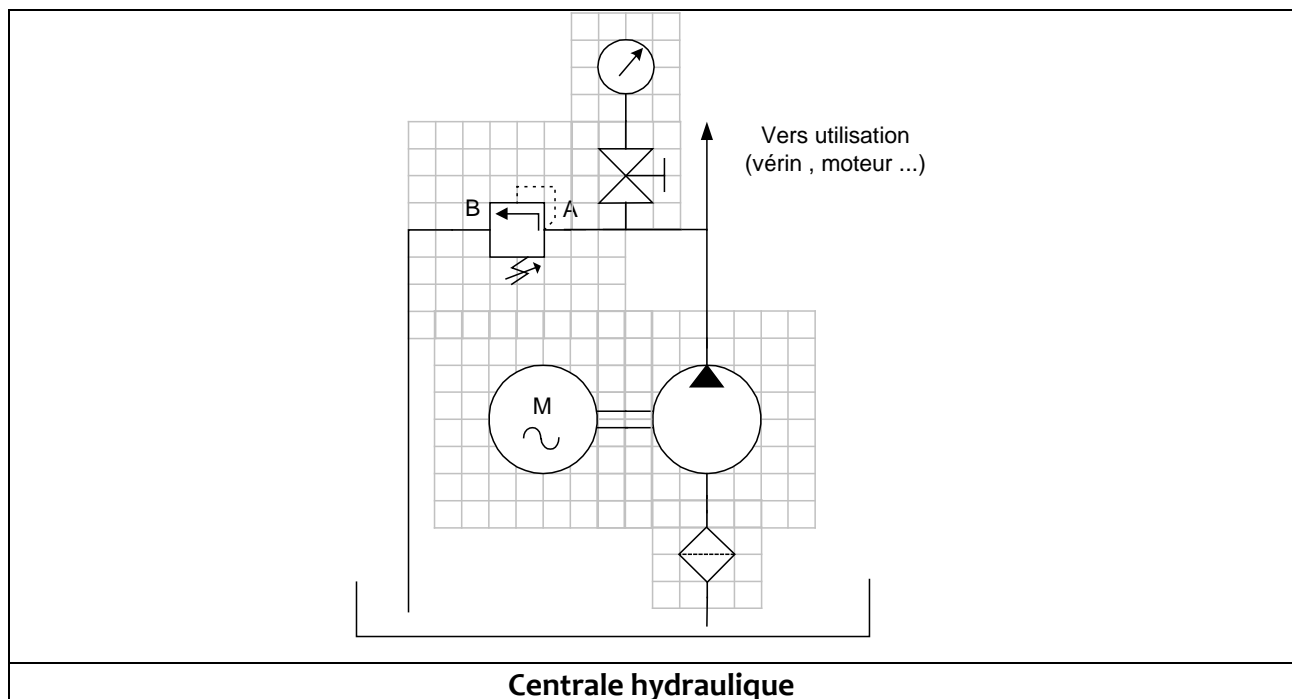 Vers utilisation
(vérin , moteur ...)
B
A
M
Centrale hydraulique